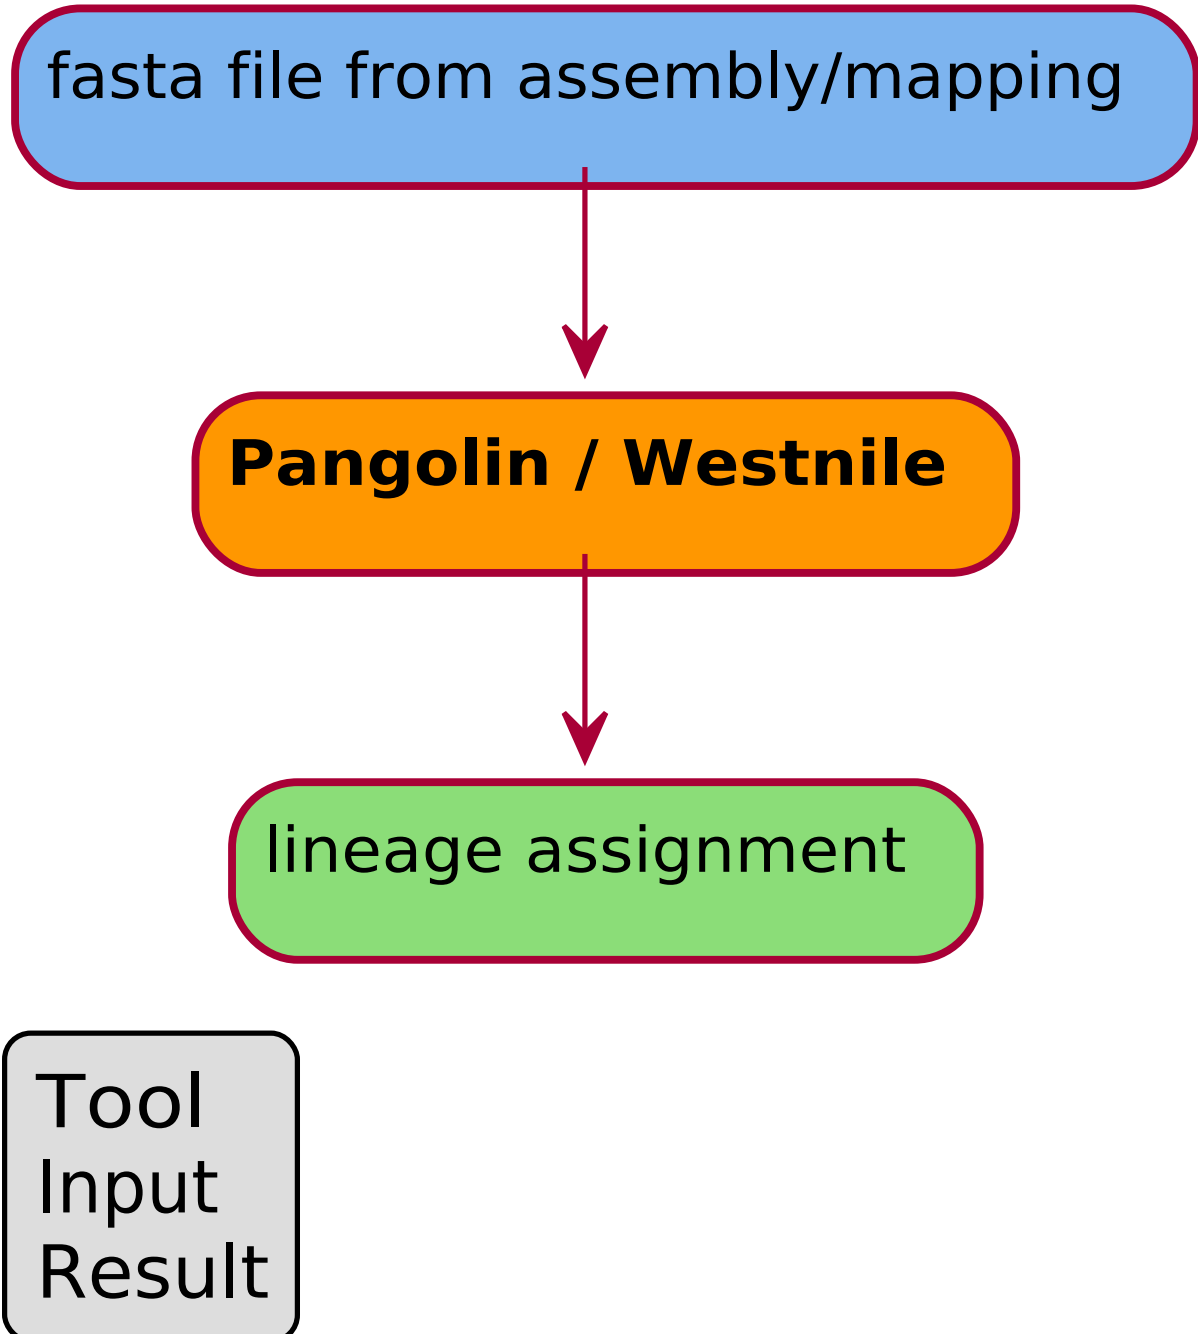 fasta file from assembly/mapping
Pangolin / Westnile
lineage assignment
Tool
Input
Result